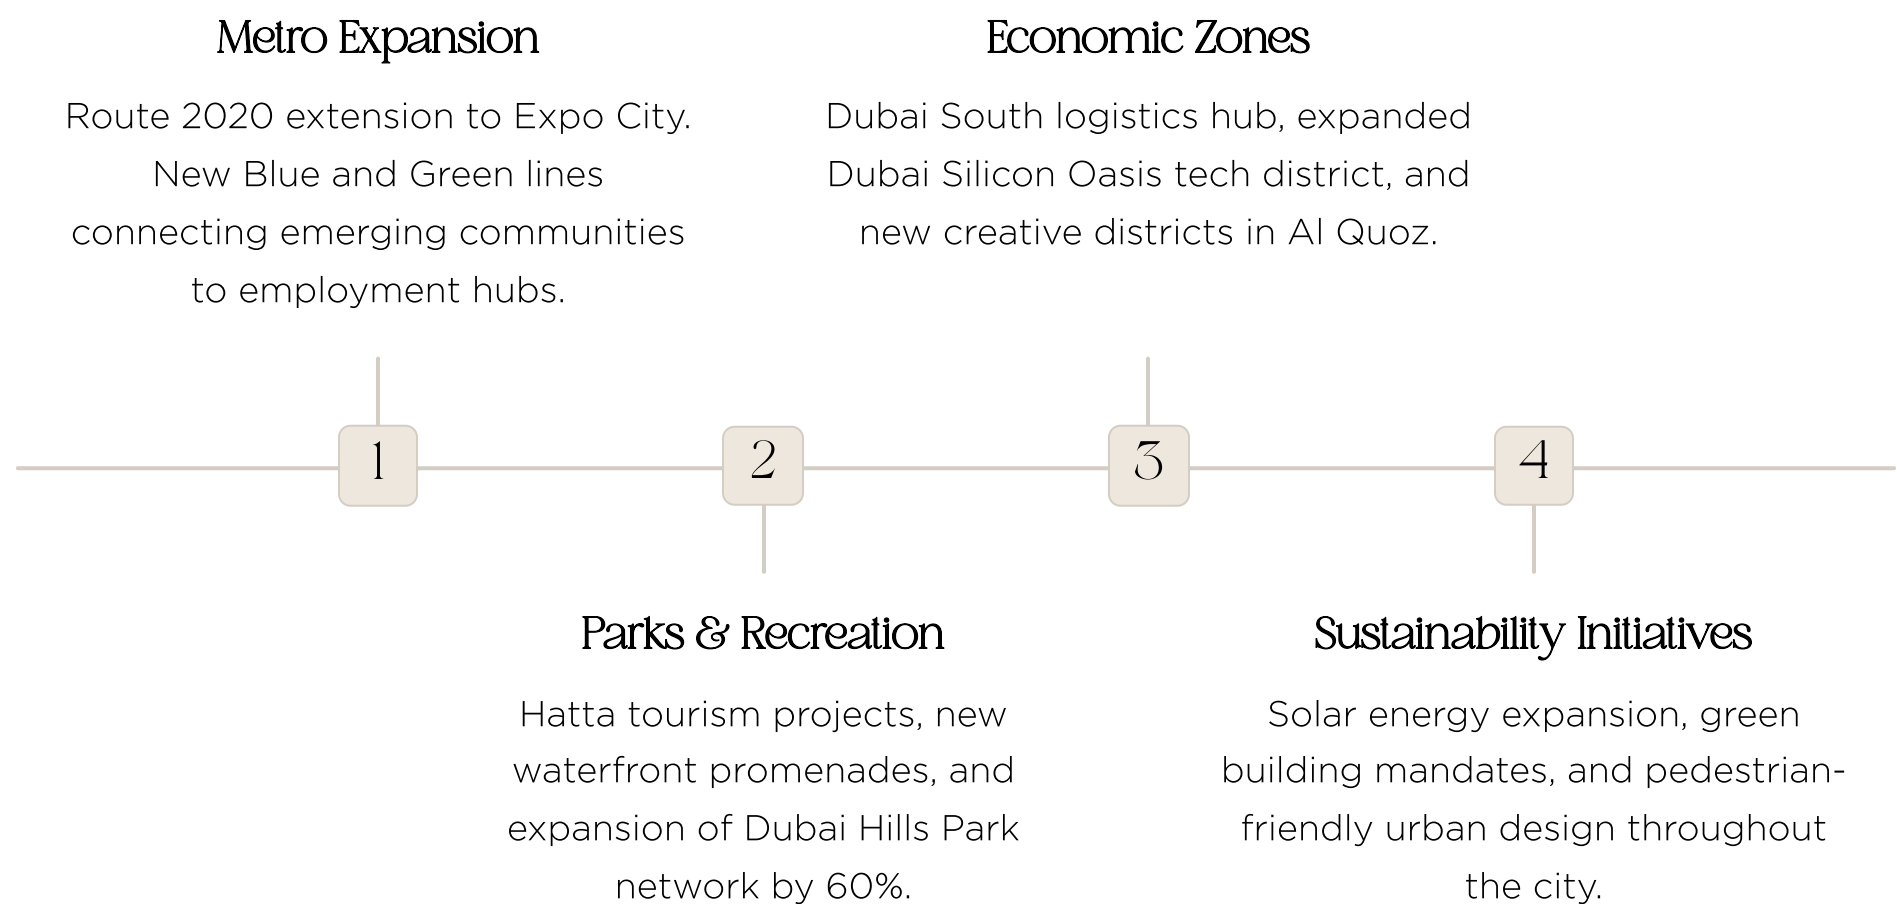 Metro Expansion
Route 2020 extension to Expo City.
New Blue and Green lines
connecting emerging communities
to employment hubs.
Economic Zones
Dubai South logistics hub, expanded
Dubai Silicon Oasis tech district, and
new creative districts in Al Quoz.
1
2
3
4
Parks & Recreation
Hatta tourism projects, new
waterfront promenades, and
expansion of Dubai Hills Park
network by 60%.
Sustainability Initiatives
Solar energy expansion, green
building mandates, and pedestrian-
friendly urban design throughout
the city.